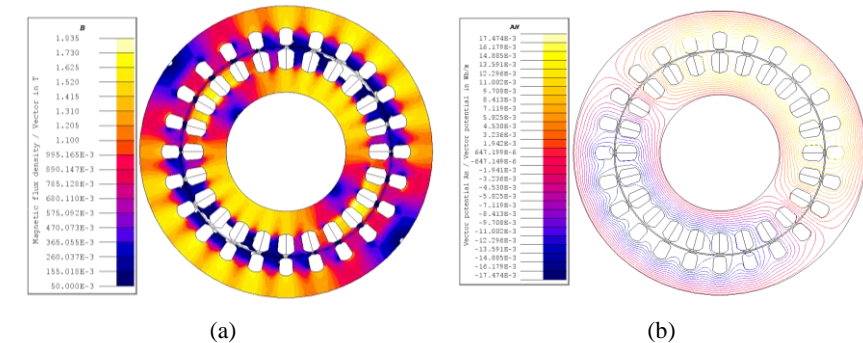 B
1.835
1.730
1.625
1.520
1.415
1.310
1.205
1.100
995.165E-3
890.147E-3
785.128E-3
680.110E-3
575.092E-3
470.073E-3
365.055E-3
260.037E-3
155.018E-3
50.000E-3
Magnetic flux density / Vector in T
(a)
AN
17.474E-3
16.179E-3
14.885E-3
13.591E-3
12.296E-3
11.002E-3
9.708E-3
8.413E-3
7.119E-3
5.825E-3
4.530E-3
3.236E-3
1.942E-3
647.199E-6
-647.149E-6
-1.941E-3
-3.236E-3
-4.530E-3
-5.825E-3
-7.119E-3
-8.413E-3
-9.708E-3
-11.002E-3
-12.296E-3
-13.591E-3
-14.885E-3
-16.179E-3
-17.474E-3
Vector potential An / Vector potential in Wb/m
(b)